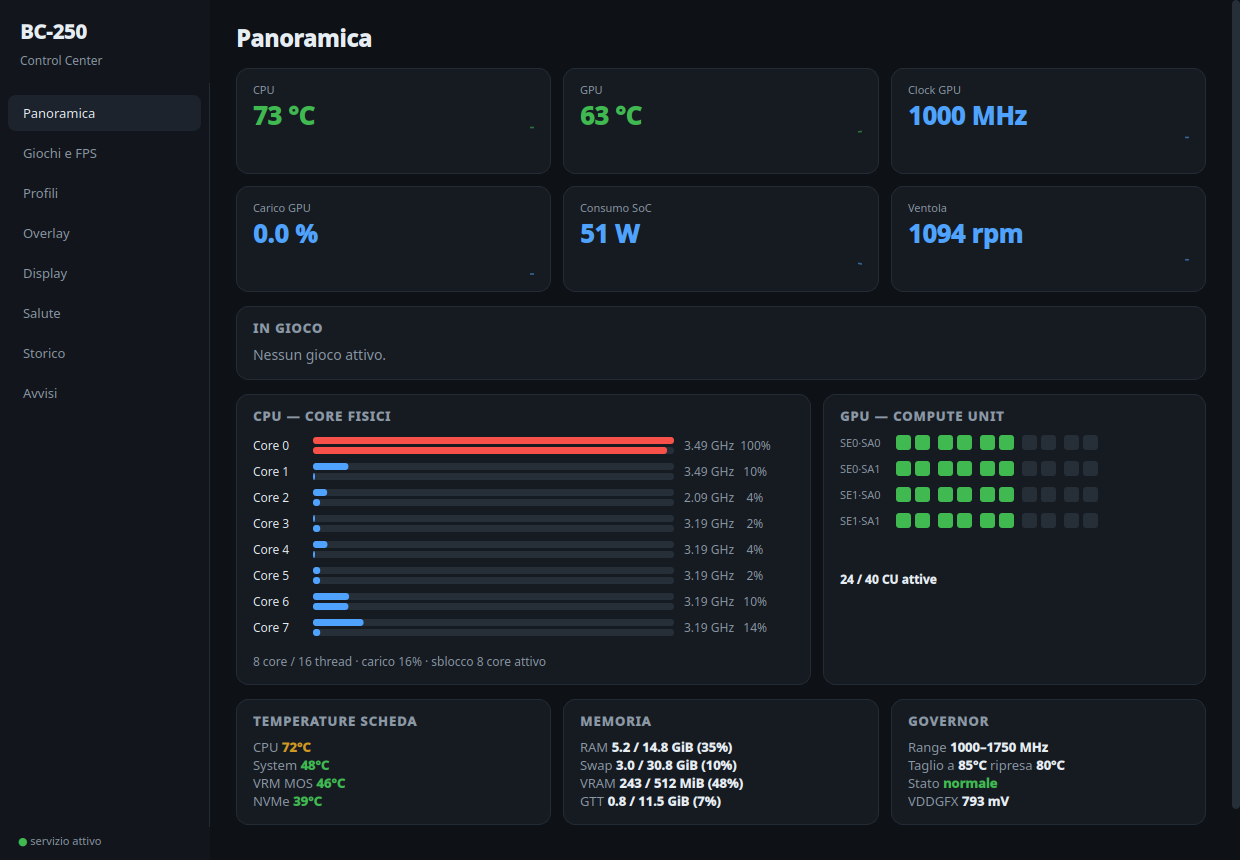 BC-250
Control Center
Panoramica
Giochi e FPS
Profili
Overlay
Display
Salute
Storico
Avvisi
servizio attivo
Panoramica
CPU
73 °C
GPU
63 °C
Clock GPU
1000 MHz
Carico GPU
0.0 %
Consumo SoC
51 W
Ventola
1094 rpm
IN GIOCO
Nessun gioco attivo.
CPU — CORE FISICI
Core 0 3.49 GHz 100%
Core 1 3.49 GHz 10%
Core 2 2.09 GHz 4%
Core 3 3.19 GHz 2%
Core 4 3.19 GHz 4%
Core 5 3.19 GHz 2%
Core 6 3.19 GHz 10%
Core 7 3.19 GHz 14%
8 core / 16 thread · carico 16% · sblocco 8 core attivo
GPU — COMPUTE UNIT
SE0·SA0
SE0·SA1
SE1·SA0
SE1·SA1
24 / 40 CU attive
TEMPERATURE SCHEDA
CPU 72°C
System 48°C
VRM MOS 46°C
NVMe 39°C
MEMORIA
RAM 5.2 / 14.8 GiB (35%)
Swap 3.0 / 30.8 GiB (10%)
VRAM 243 / 512 MiB (48%)
GTT 0.8 / 11.5 GiB (7%)
GOVERNOR
Range 1000–1750 MHz
Taglio a 85°C ripresa 80°C
Stato normale
VDDGFX 793 mV